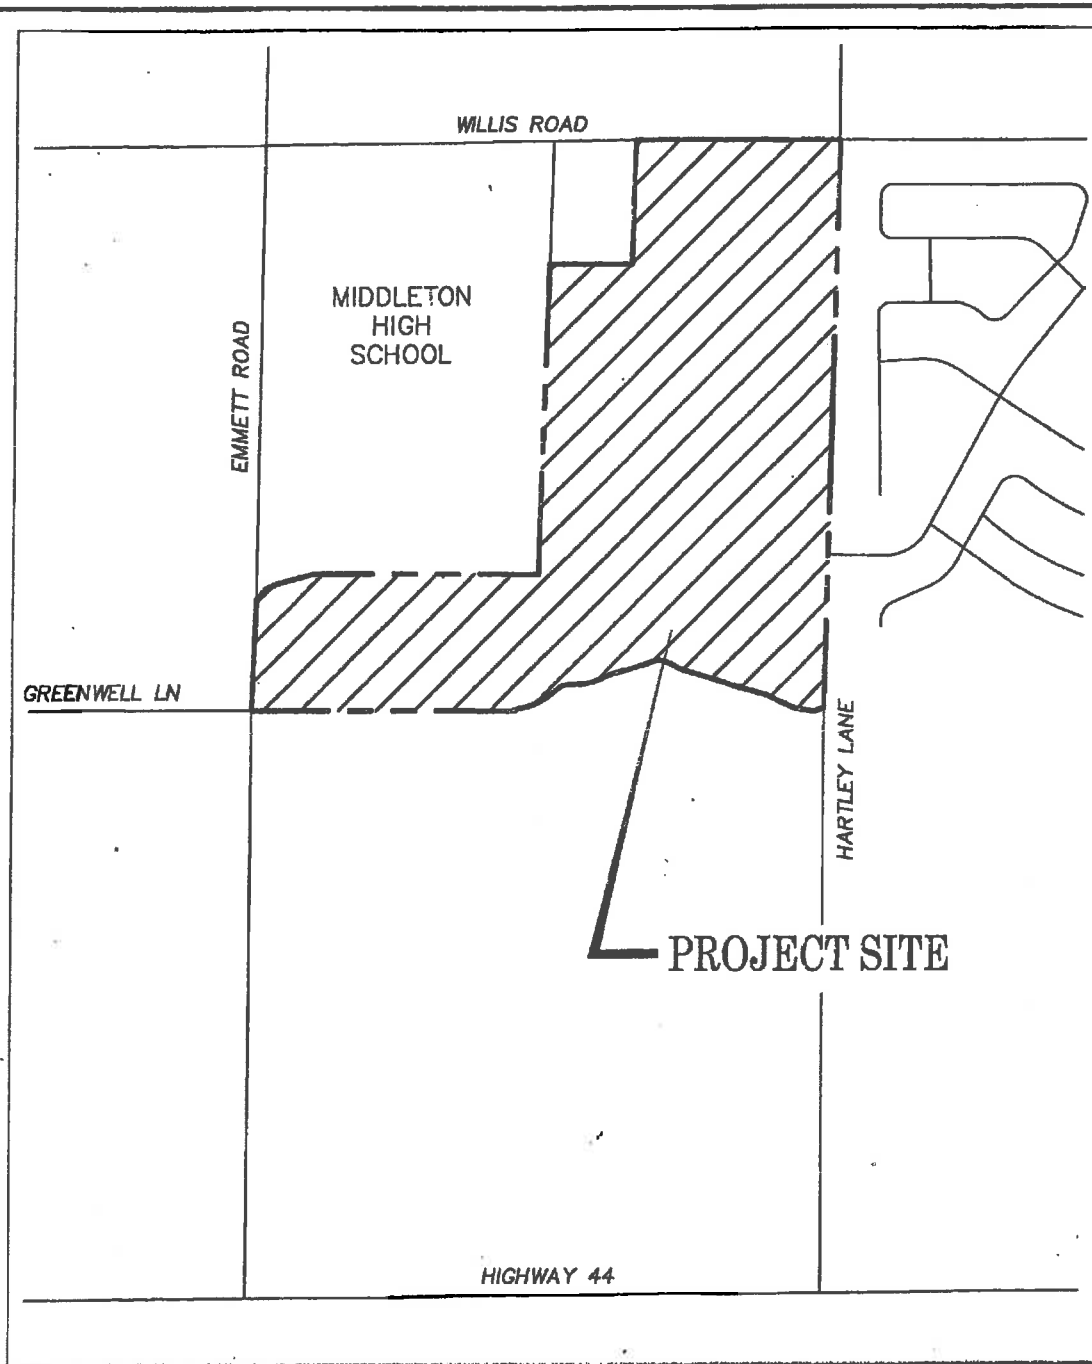 WILLIS ROAD
MIDDLETON
HIGH
SCHOOL
EMMETT ROAD
GREENWELL LN
HARTLEY LANE
PROJECT SITE
HIGHWAY 44